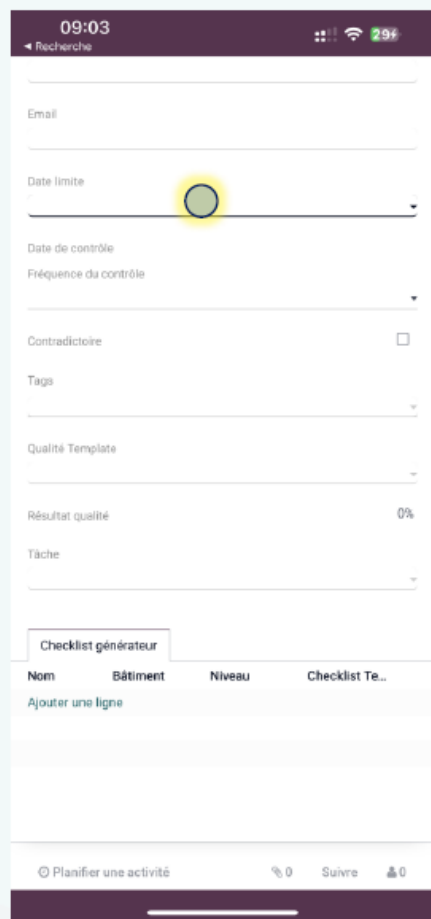 09:03
29
◄ Recherche
Email
Date limite
Date de contrôle
Fréquence du contrôle
Contradictoire
Tags
Qualité Template
Résultat qualité 0%
Tâche
Checklist générateur
Nom Bâtiment Niveau Checklist Te...
Ajouter une ligne
Planifier une activité 0 Suivre 0